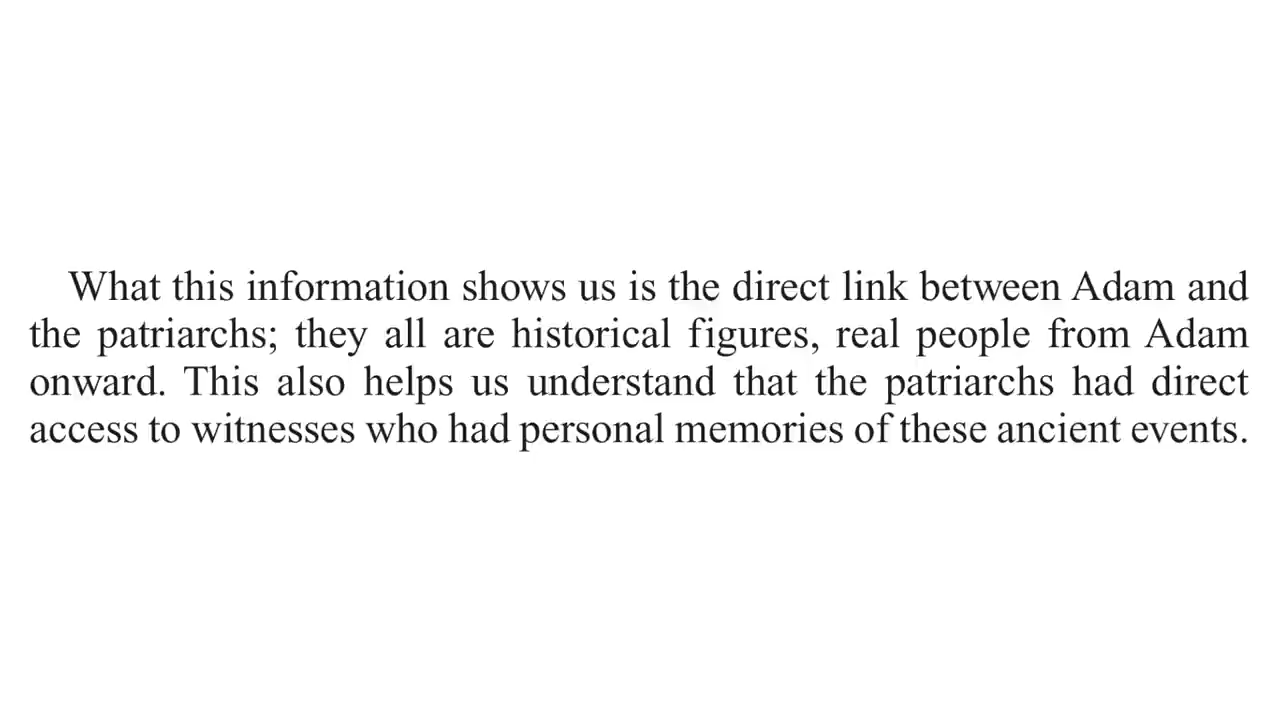 What this information shows us is the direct link between Adam and
the patriarchs; they all are historical figures, real people from Adam
onward. This also helps us understand that the patriarchs had direct
access to witnesses who had personal memories of these ancient events.